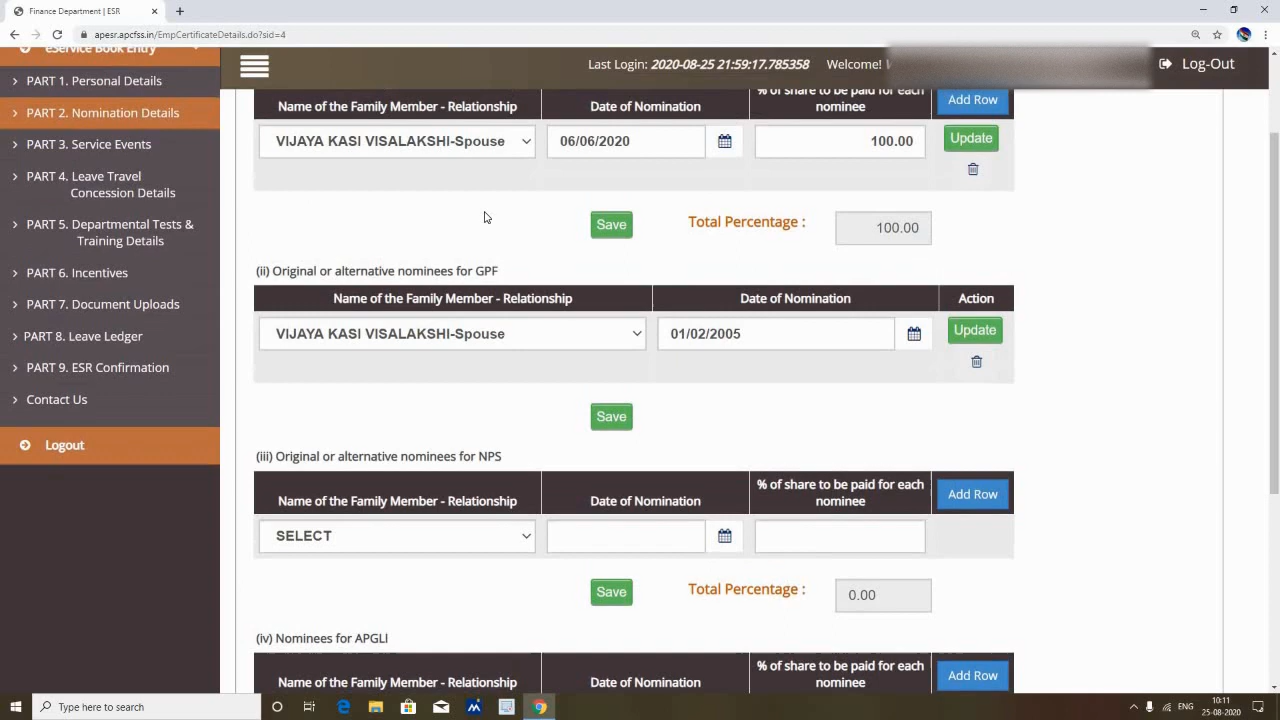 Finance Department | ESR
apesr.apcfss.in/EmpCertificateDetails.do?sid=4
eService Book Entry
PART 1. Personal Details
PART 2. Nomination Details
PART 3. Service Events
PART 4. Leave Travel
Concession Details
PART 5. Departmental Tests &
Training Details
PART 6. Incentives
PART 7. Document Uploads
PART 8. Leave Ledger
PART 9. ESR Confirmation
Contact Us
Logout
Last Login: 2020-08-25 21:59:17.785358 Welcome!
Log-Out
Name of the Family Member - Relationship
Date of Nomination
% of share to be paid for each
nominee
Add Row
VIJAYA KASI VISALAKSHI-Spouse
06/06/2020
100.00
Update
Save
Total Percentage :
100.00
(ii) Original or alternative nominees for GPF
Name of the Family Member - Relationship
Date of Nomination
Action
VIJAYA KASI VISALAKSHI-Spouse
01/02/2005
Update
Save
(iii) Original or alternative nominees for NPS
Name of the Family Member - Relationship
Date of Nomination
% of share to be paid for each
nominee
Add Row
SELECT
Save
Total Percentage :
0.00
(iv) Nominees for APGLI
Name of the Family Member - Relationship
Date of Nomination
% of share to be paid for each
nominee
Add Row
Type here to search
ENG
10:11
25-08-2020